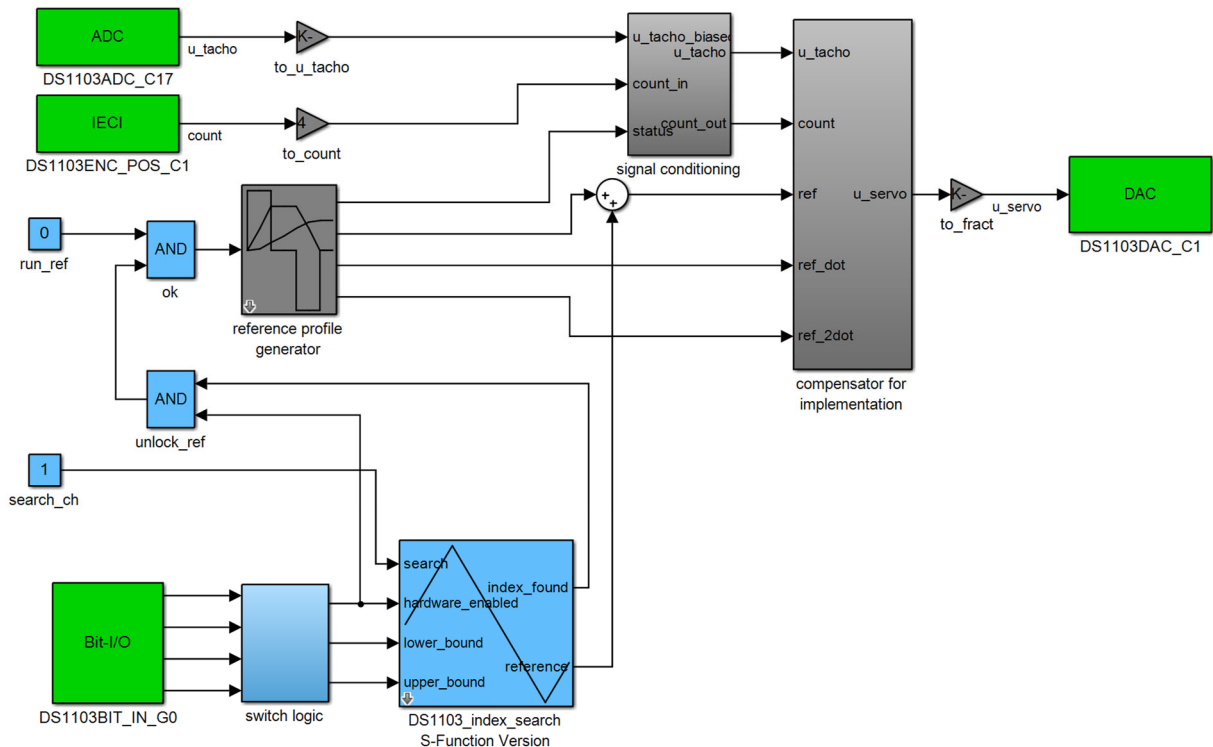 ADC
u_tacho
DS1103ADC_C17
K-
to_u_tacho
IECI
count
DS1103ENC_POS_C1
4
to_count
u_tacho_biased
u_tacho
count_in
count_out
status
signal conditioning
u_tacho
count
ref
u_servo
ref_dot
ref_2dot
compensator for
implementation
K-
to_fract
u_servo
DAC
DS1103DAC_C1
0
run_ref
AND
ok
reference profile
generator
+
+
AND
unlock_ref
1
search_ch
search
index_found
hardware_enabled
lower_bound
reference
upper_bound
DS1103_index_search
S-Function Version
Bit-I/O
DS1103BIT_IN_G0
switch logic